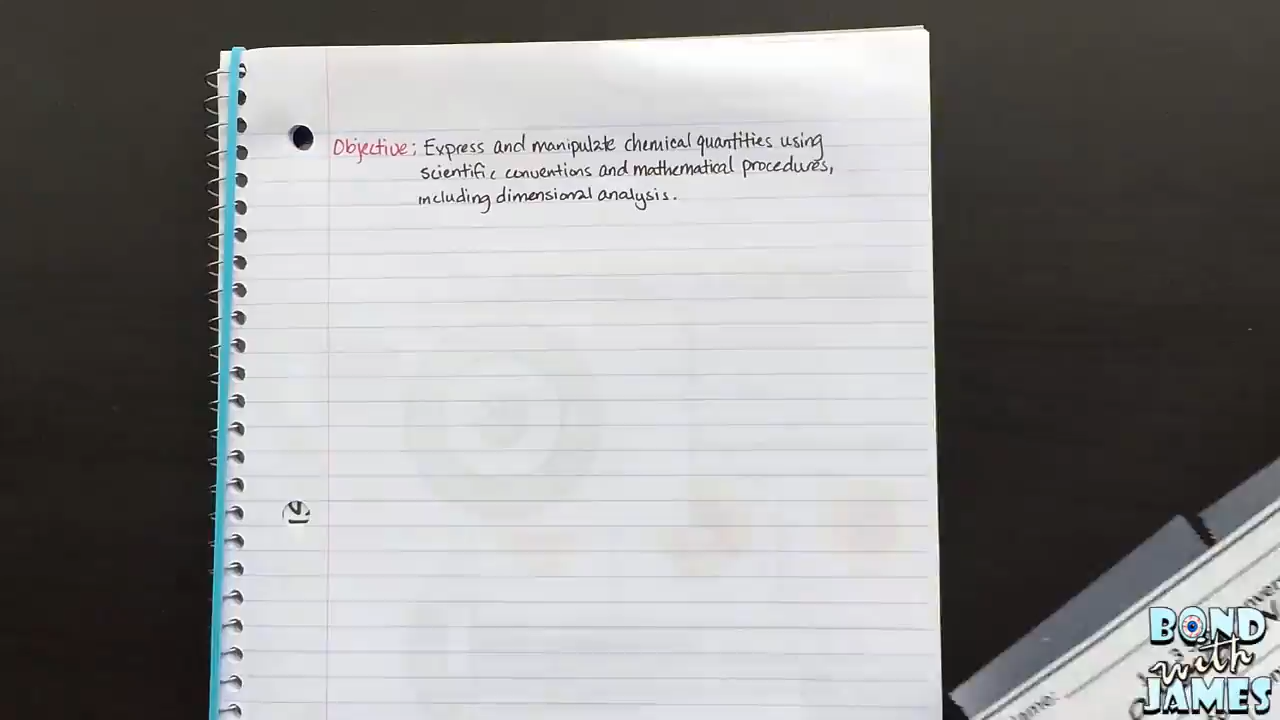 Objective: Express and manipulate chemical quantities using
scientific conventions and mathematical procedures,
including dimensional analysis.
BOND
with
JAMES